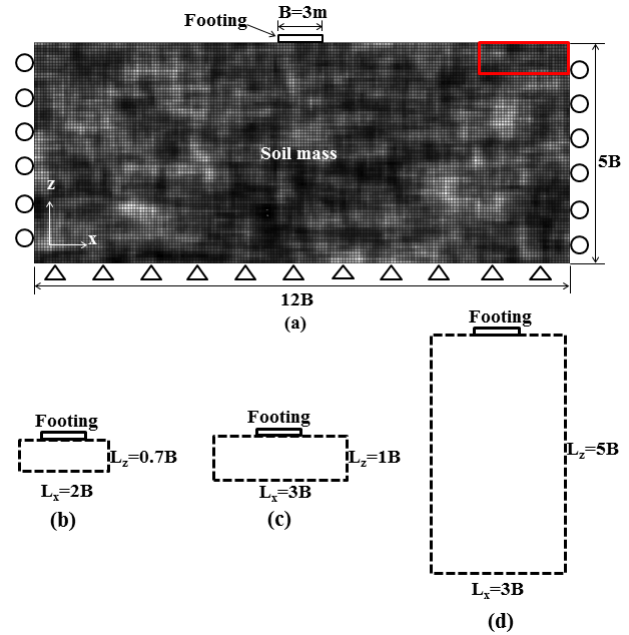 B=3m
Footing
Soil mass
5B
z
x
12B
(a)
Footing
L_z=0.7B
L_x=2B
(b)
Footing
L_z=1B
L_x=3B
(c)
Footing
L_z=5B
L_x=3B
(d)